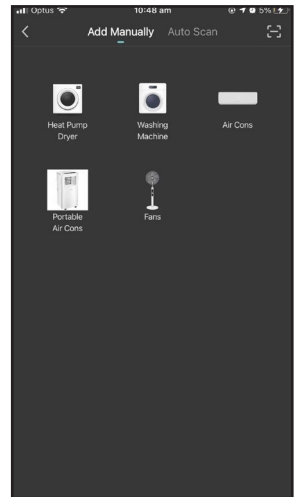 Optus 10:48 am 5%
Add Manually Auto Scan
Heat Pump Washing Air Cons
Dryer Machine
Portable Fans
Air Cons